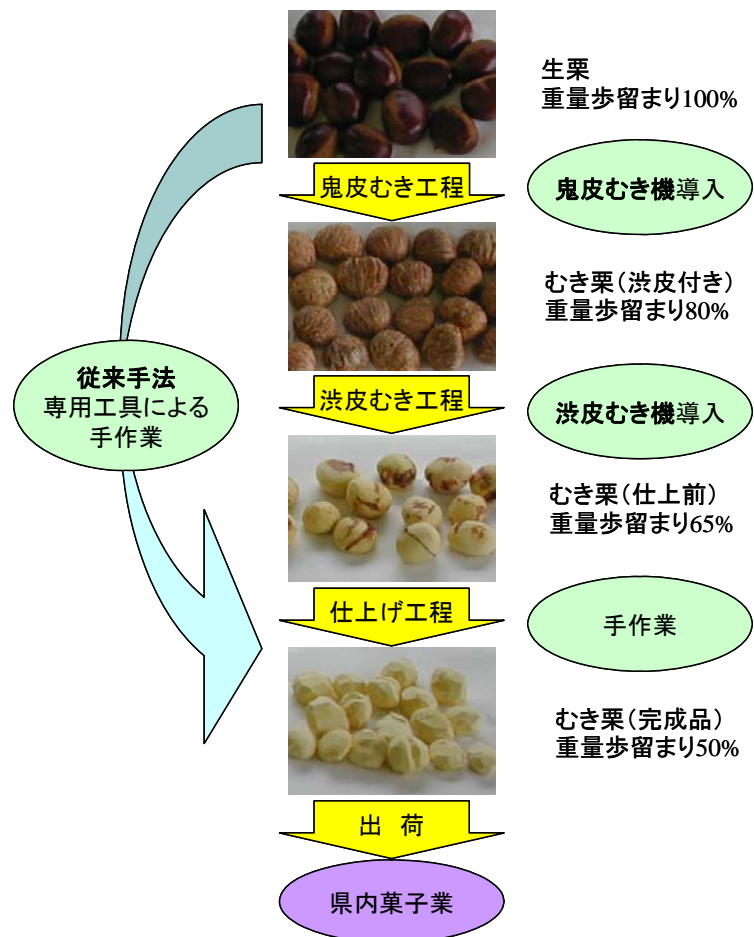 生栗
重量歩留まり100%
鬼皮むき工程
鬼皮むき機導入
むき栗(渋皮付き)
重量歩留まり80%
従来手法
専用工具による
手作業
渋皮むき工程
渋皮むき機導入
むき栗(仕上前)
重量歩留まり65%
仕上げ工程
手作業
むき栗(完成品)
重量歩留まり50%
出 荷
県内菓子業